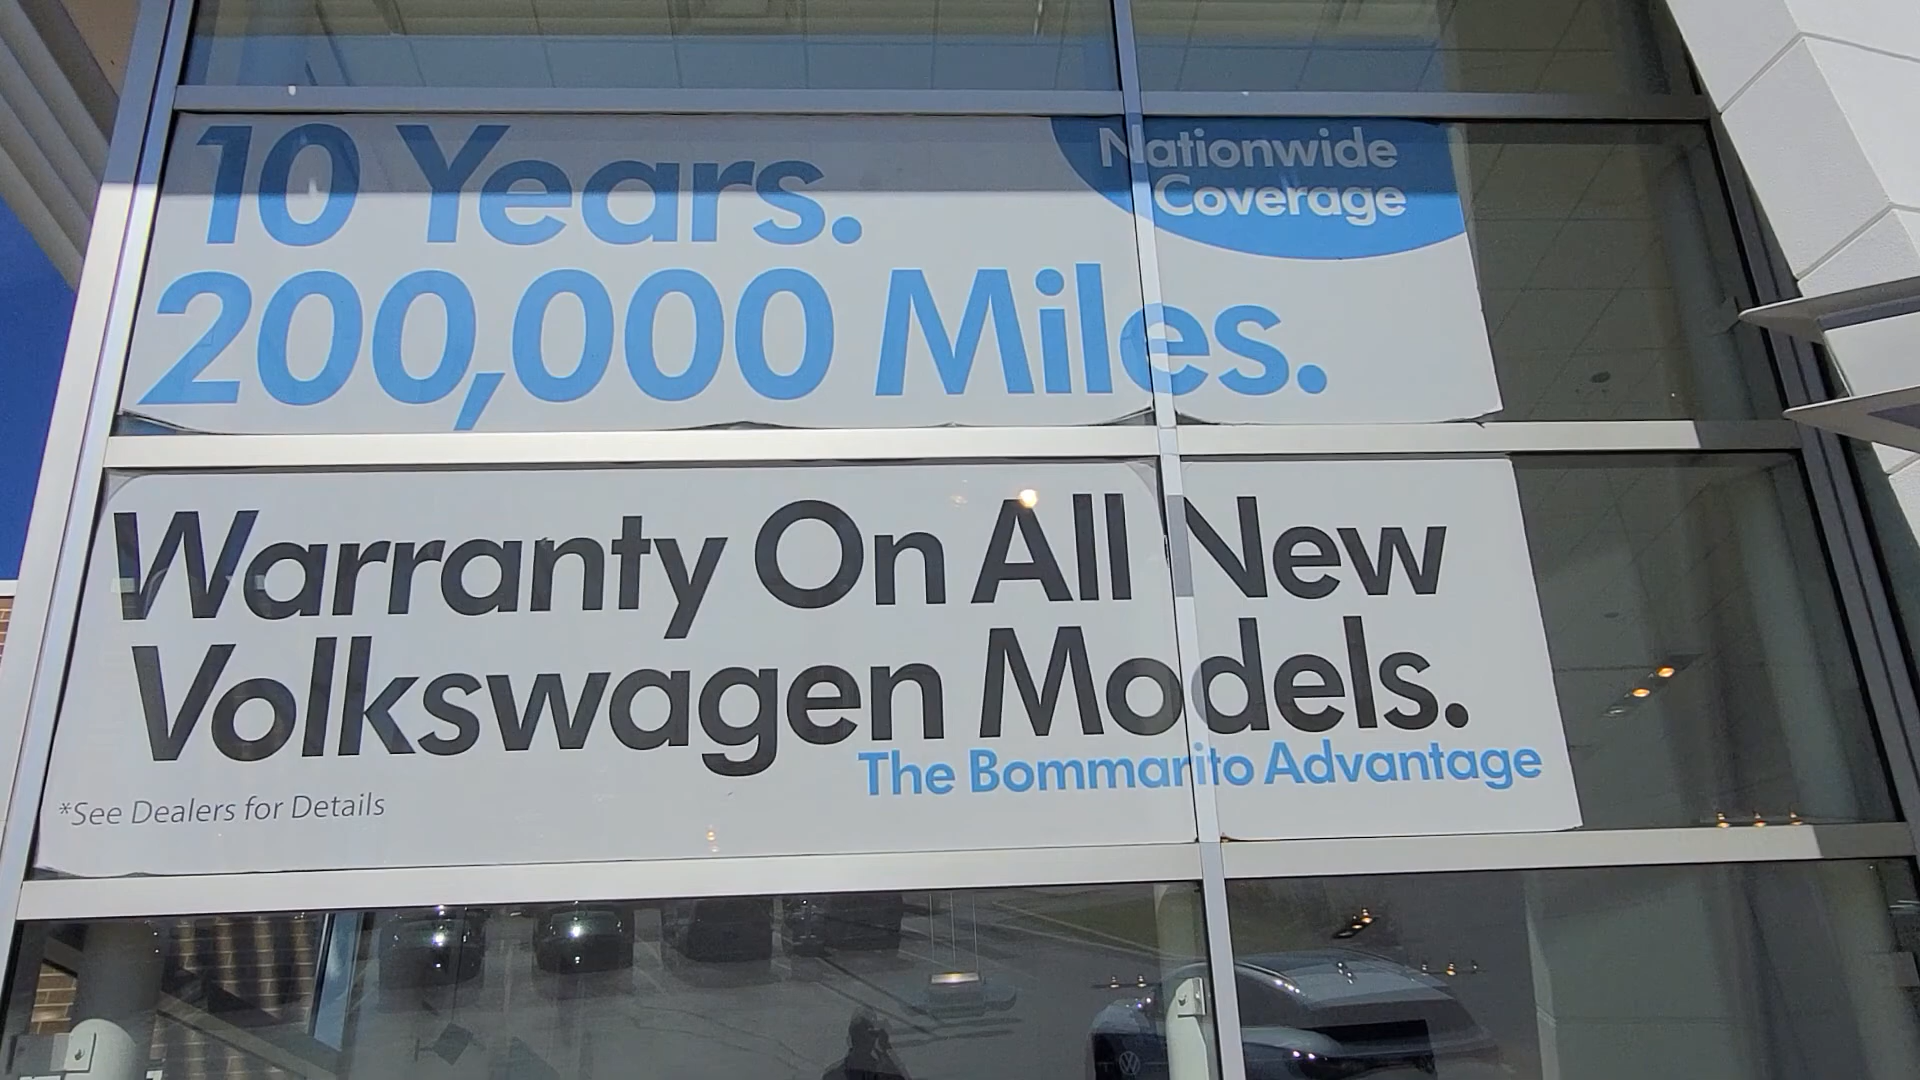 10 Years.
Nationwide
Coverage
200,000 Miles.
Warranty On All New
Volkswagen Models.
The Bommarito Advantage
*See Dealers for Details